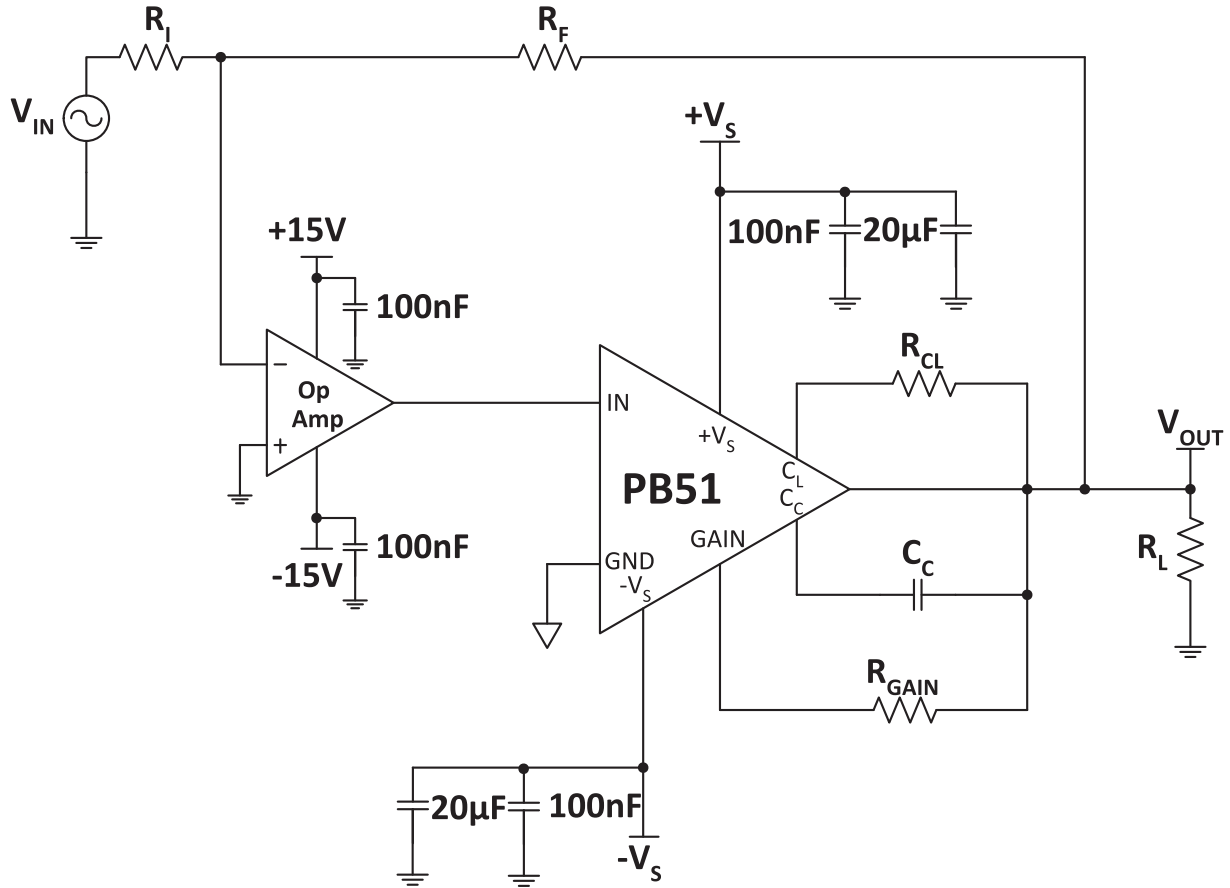 R_I
R_F
V_IN
+V_S
+15V
100nF
20µF
100nF
R_CL
Op
Amp
−
+
IN
+V_S
V_OUT
C_L
PB51
C_C
GAIN
100nF
-15V
GND
-V_S
C_C
R_L
R_GAIN
20µF
100nF
-V_S